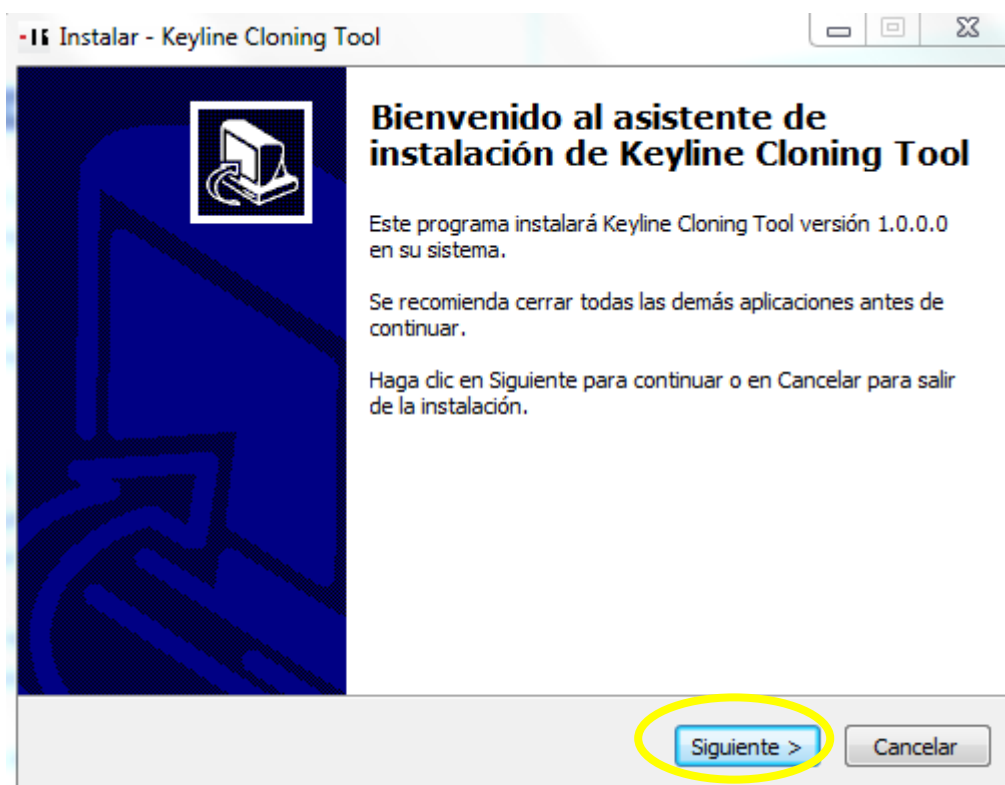 Instalar - Keyline Cloning Tool
Bienvenido al asistente de
instalación de Keyline Cloning Tool
Este programa instalará Keyline Cloning Tool versión 1.0.0.0
en su sistema.
Se recomienda cerrar todas las demás aplicaciones antes de
continuar.
Haga clic en Siguiente para continuar o en Cancelar para salir
de la instalación.
Siguiente >
Cancelar